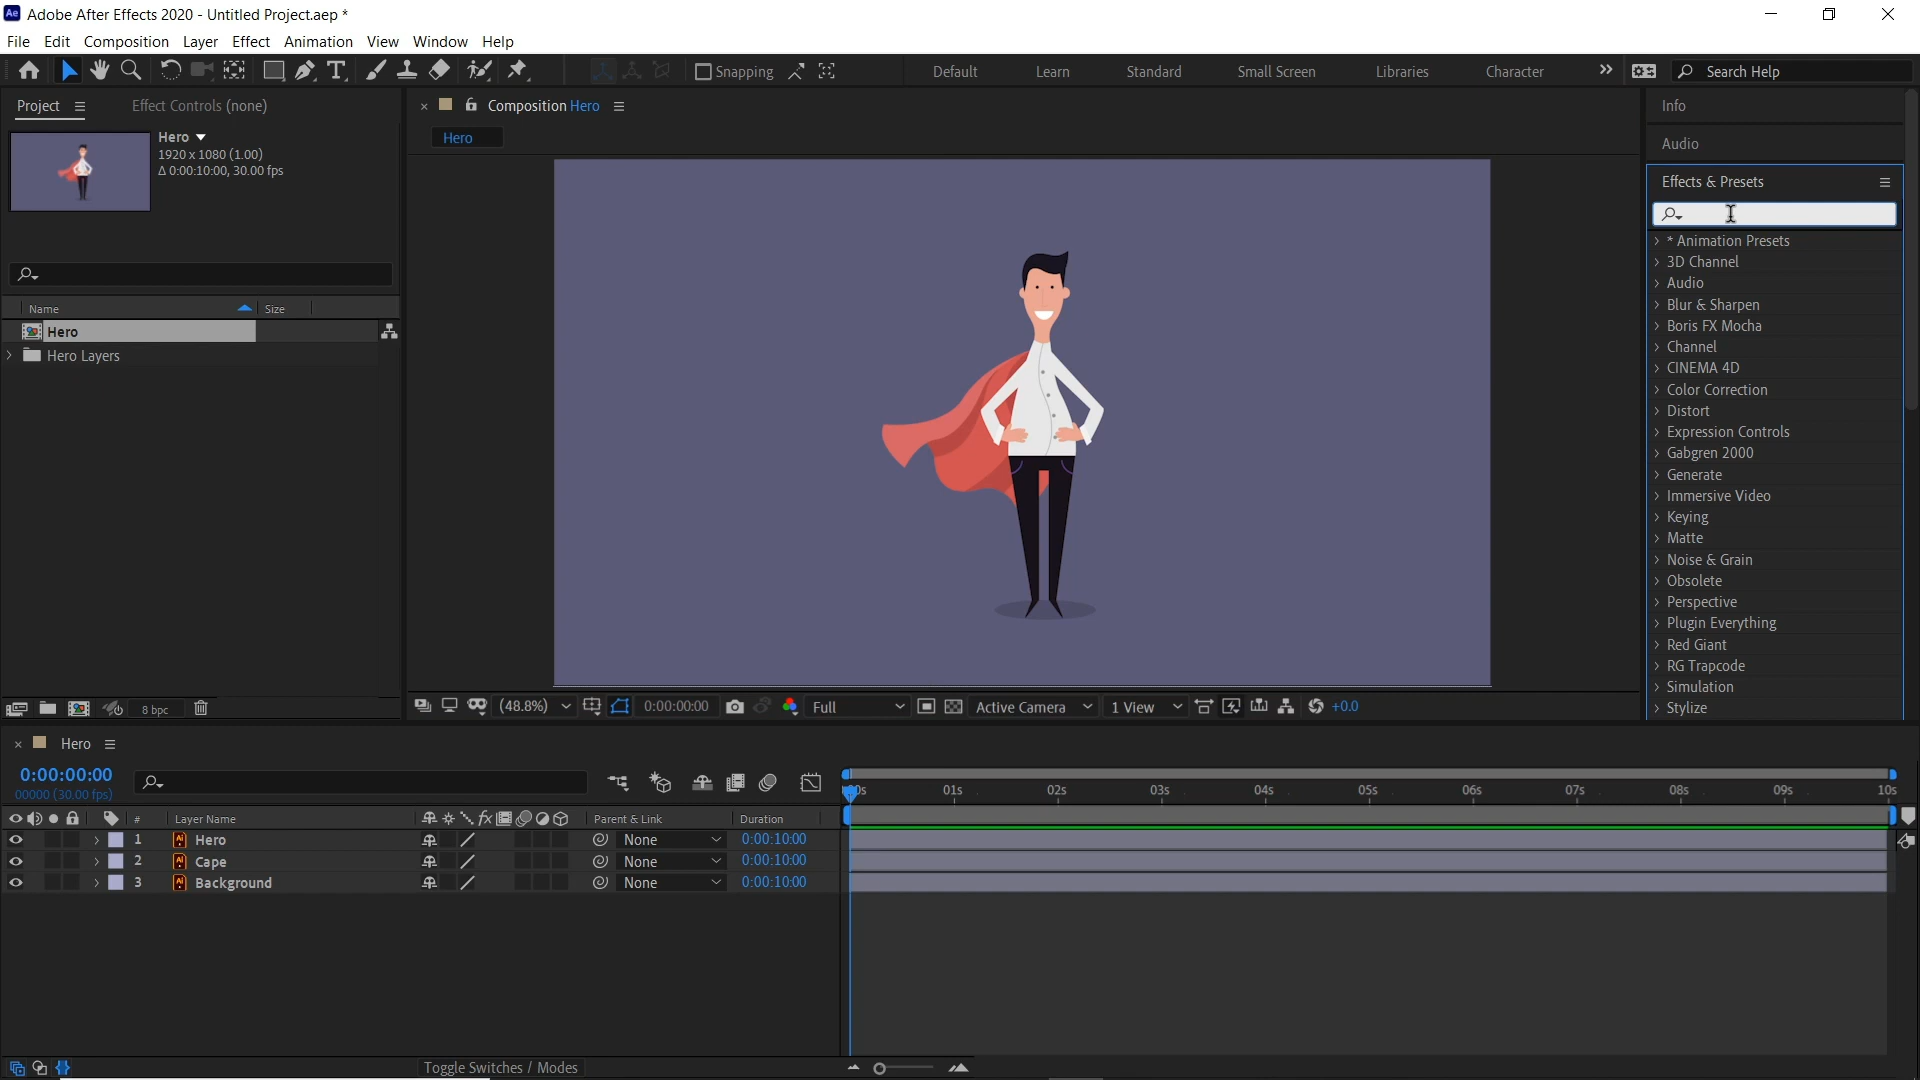 Ae Adobe After Effects 2020 - Untitled Project.aep *
File Edit Composition Layer Effect Animation View Window Help
Snapping Default Learn Standard Small Screen Libraries Character Search Help
Project Effect Controls (none)
Hero
1920 x 1080 (1.00)
Δ 0:00:10:00, 30.00 fps
Name Size
Hero
Hero Layers
8 bpc
Composition Hero
Hero
(48.8%) 0:00:00:00 Full Active Camera 1 View +0.0
Info
Audio
Effects & Presets
* Animation Presets
3D Channel
Audio
Blur & Sharpen
Boris FX Mocha
Channel
CINEMA 4D
Color Correction
Distort
Expression Controls
Gabgren 2000
Generate
Immersive Video
Keying
Matte
Noise & Grain
Obsolete
Perspective
Plugin Everything
Red Giant
RG Trapcode
Simulation
Stylize
Hero
0:00:00:00
00000 (30.00 fps)
01s 02s 03s 04s 05s 06s 07s 08s 09s 10s
# Layer Name fx Parent & Link Duration
1 Ai Hero None 0:00:10:00
2 Ai Cape None 0:00:10:00
3 Ai Background None 0:00:10:00
Toggle Switches / Modes